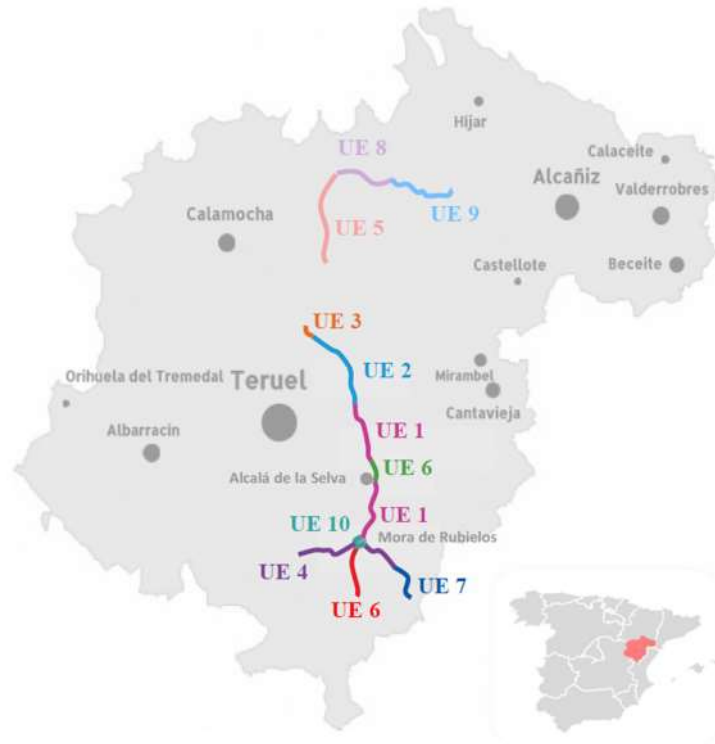 Híjar
UE 8
Calaceite
Alcañiz
Valderrobres
UE 9
Calamocha
UE 5
Castellote
Beceite
UE 3
Orihuela del Tremedal
Teruel
UE 2
Mirambel
Cantavieja
Albarracín
UE 1
UE 6
Alcalá de la Selva
UE 1
UE 10
Mora de Rubielos
UE 4
UE 7
UE 6